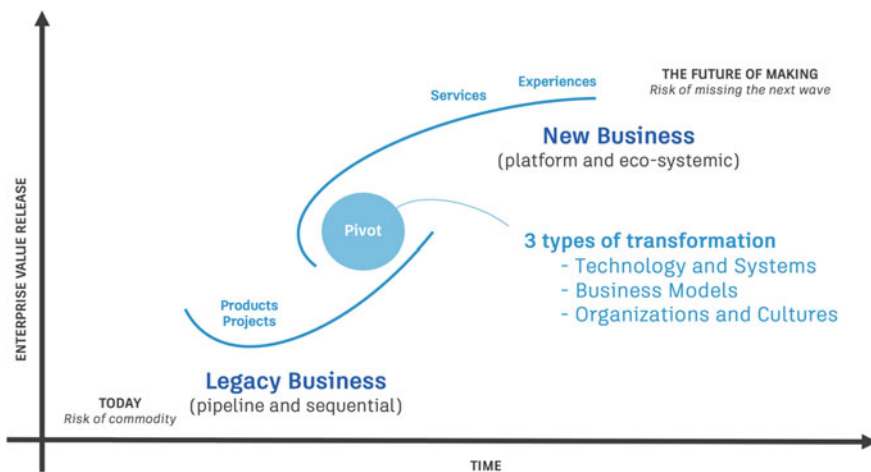 ENTERPRISE VALUE RELEASE
THE FUTURE OF MAKING
Risk of missing the next wave
Experiences
Services
New Business
(platform and eco-systemic)
Pivot
3 types of transformation
- Technology and Systems
- Business Models
- Organizations and Cultures
Products
Projects
Legacy Business
(pipeline and sequential)
TODAY
Risk of commodity
TIME